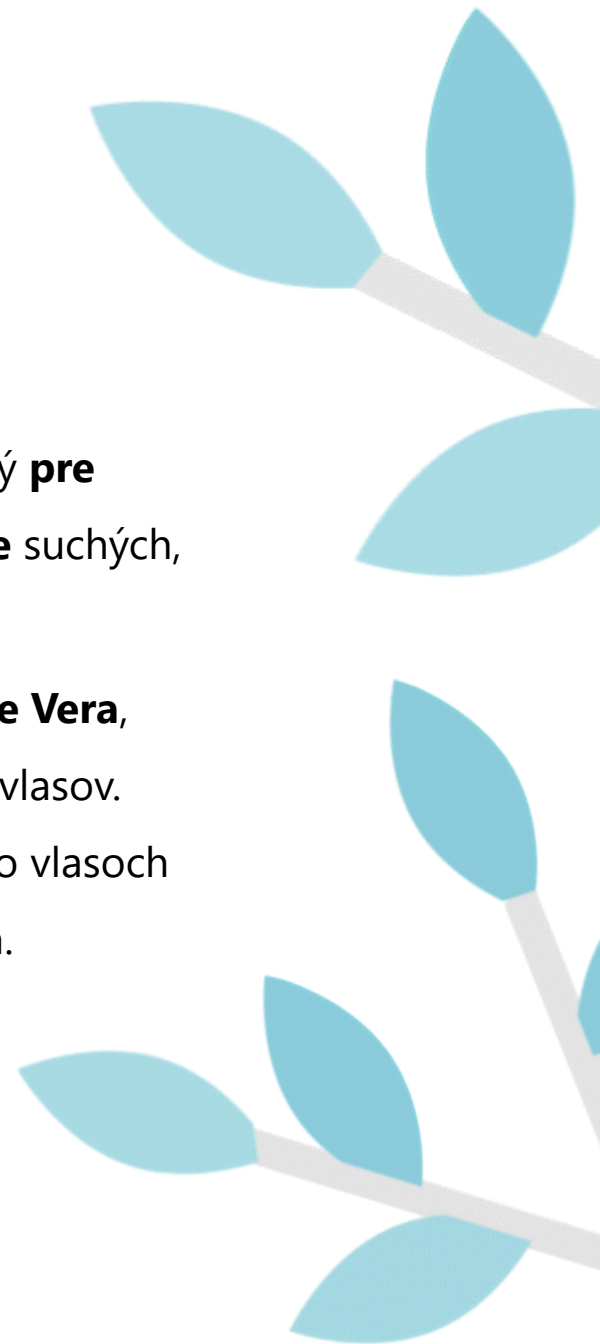 ý pre
e suchých,
e Vera,
vlasov.
o vlasoch
.